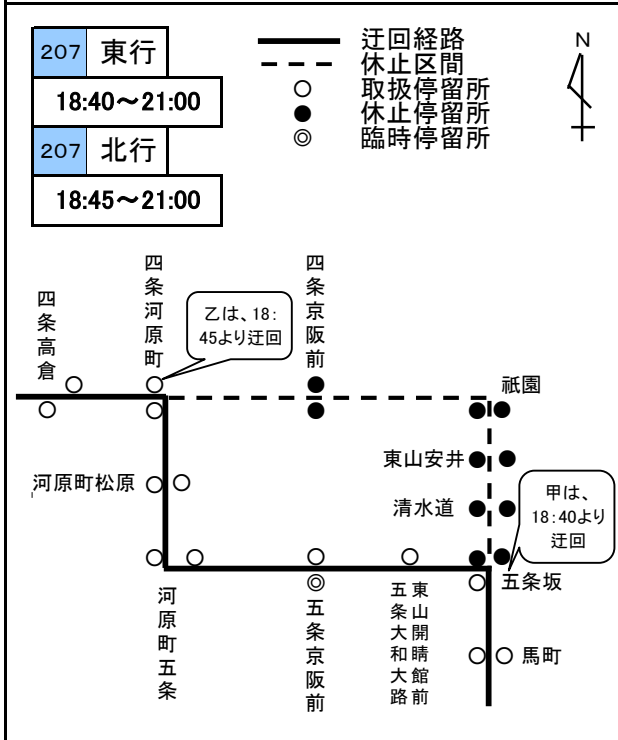 207 東行
18:40～21:00
207 北行
18:45～21:00
迂回経路
休止区間
取扱停留所
休止停留所
臨時停留所
N
四条高倉
四条河原町
乙は、18:
45より迂回
四条京阪前
祇園
東山安井
河原町松原
清水道
甲は、
18:40より
迂回
五条坂
河原町五条
五条京阪前
東山開睛館前
五条大和大路
馬町